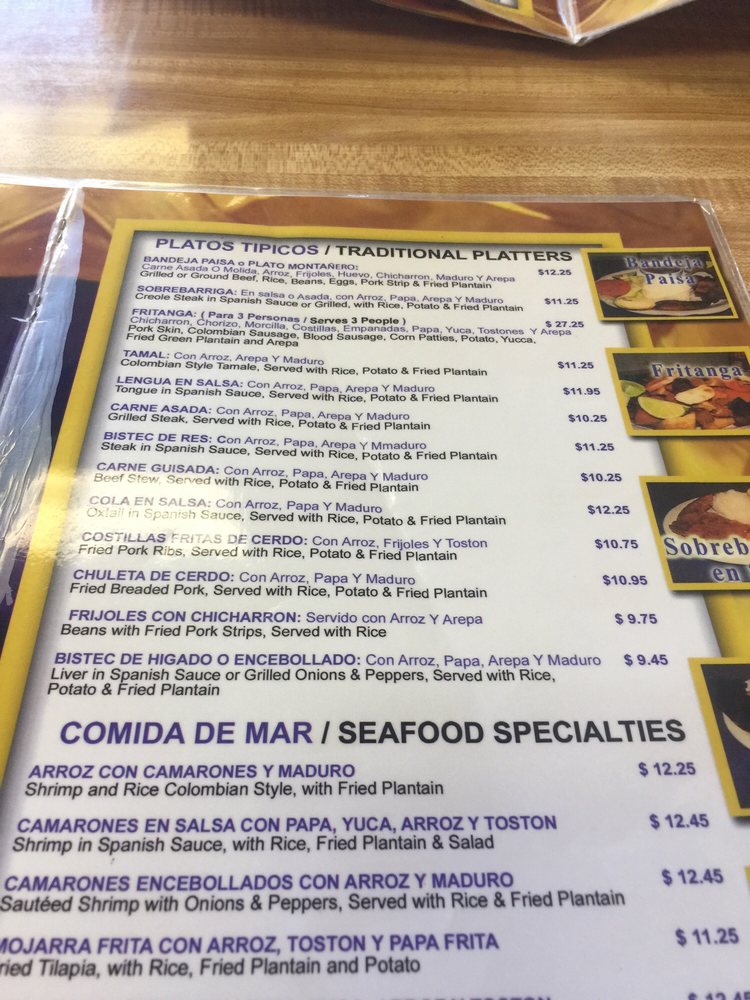 PLATOS TIPICOS / TRADITIONAL PLATTERS
BANDEJA PAISA o PLATO MONTAÑERO:
Carne Asada O Molida, Arroz, Frijoles, Huevo, Chicharron, Maduro Y Arepa $12.25
Grilled or Ground Beef, Rice, Beans, Eggs, Pork Strip & Fried Plantain
SOBREBARRIGA: En salsa o Asada, con Arroz, Papa, Arepa Y Maduro $11.25
Creole Steak in Spanish Sauce or Grilled, with Rice, Potato & Fried Plantain
FRITANGA: ( Para 3 Personas / Serves 3 People ) $ 27.25
Chicharron, Chorizo, Morcilla, Costillas, Empanadas, Papa, Yuca, Tostones Y Arepa
Pork Skin, Colombian Sausage, Blood Sausage, Corn Patties, Potato, Yucca,
Fried Green Plantain and Arepa
TAMAL: Con Arroz, Arepa Y Maduro $11.25
Colombian Style Tamale, Served with Rice, Potato & Fried Plantain
LENGUA EN SALSA: Con Arroz, Papa, Arepa Y Maduro $11.95
Tongue in Spanish Sauce, Served with Rice, Potato & Fried Plantain
CARNE ASADA: Con Arroz, Papa, Arepa Y Maduro $10.25
Grilled Steak, Served with Rice, Potato & Fried Plantain
BISTEC DE RES: Con Arroz, Papa, Arepa Y Mmaduro $11.25
Steak in Spanish Sauce, Served with Rice, Potato & Fried Plantain
CARNE GUISADA: Con Arroz, Papa, Arepa Y Maduro $10.25
Beef Stew, Served with Rice, Potato & Fried Plantain
COLA EN SALSA: Con Arroz, Papa Y Maduro $12.25
Oxtail in Spanish Sauce, Served with Rice, Potato & Fried Plantain
COSTILLAS FRITAS DE CERDO: Con Arroz, Frijoles Y Toston $10.75
Fried Pork Ribs, Served with Rice, Potato & Fried Plantain
CHULETA DE CERDO: Con Arroz, Papa Y Maduro $10.95
Fried Breaded Pork, Served with Rice, Potato & Fried Plantain
FRIJOLES CON CHICHARRON: Servido con Arroz Y Arepa $ 9.75
Beans with Fried Pork Strips, Served with Rice
BISTEC DE HIGADO O ENCEBOLLADO: Con Arroz, Papa, Arepa Y Maduro $ 9.45
Liver in Spanish Sauce or Grilled Onions & Peppers, Served with Rice,
Potato & Fried Plantain
COMIDA DE MAR / SEAFOOD SPECIALTIES
ARROZ CON CAMARONES Y MADURO $ 12.25
Shrimp and Rice Colombian Style, with Fried Plantain
CAMARONES EN SALSA CON PAPA, YUCA, ARROZ Y TOSTON $ 12.45
Shrimp in Spanish Sauce, with Rice, Fried Plantain & Salad
CAMARONES ENCEBOLLADOS CON ARROZ Y MADURO $ 12.45
Sautéed Shrimp with Onions & Peppers, Served with Rice & Fried Plantain
MOJARRA FRITA CON ARROZ, TOSTON Y PAPA FRITA $ 11.25
ried Tilapia, with Rice, Fried Plantain and Potato
Bandeja
Paisa
Fritanga
Sobreb
en